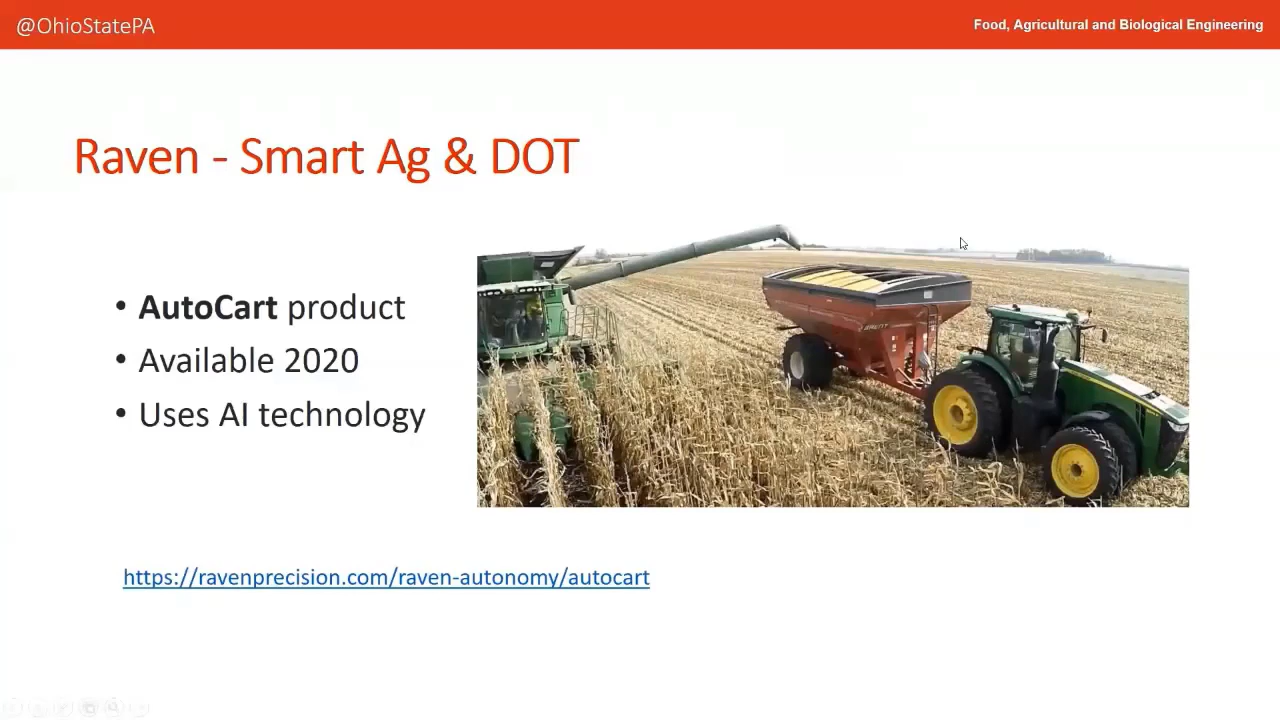 @OhioStatePA
Food, Agricultural and Biological Engineering
Raven - Smart Ag & DOT
• AutoCart product
• Available 2020
• Uses AI technology
https://ravenprecision.com/raven-autonomy/autocart